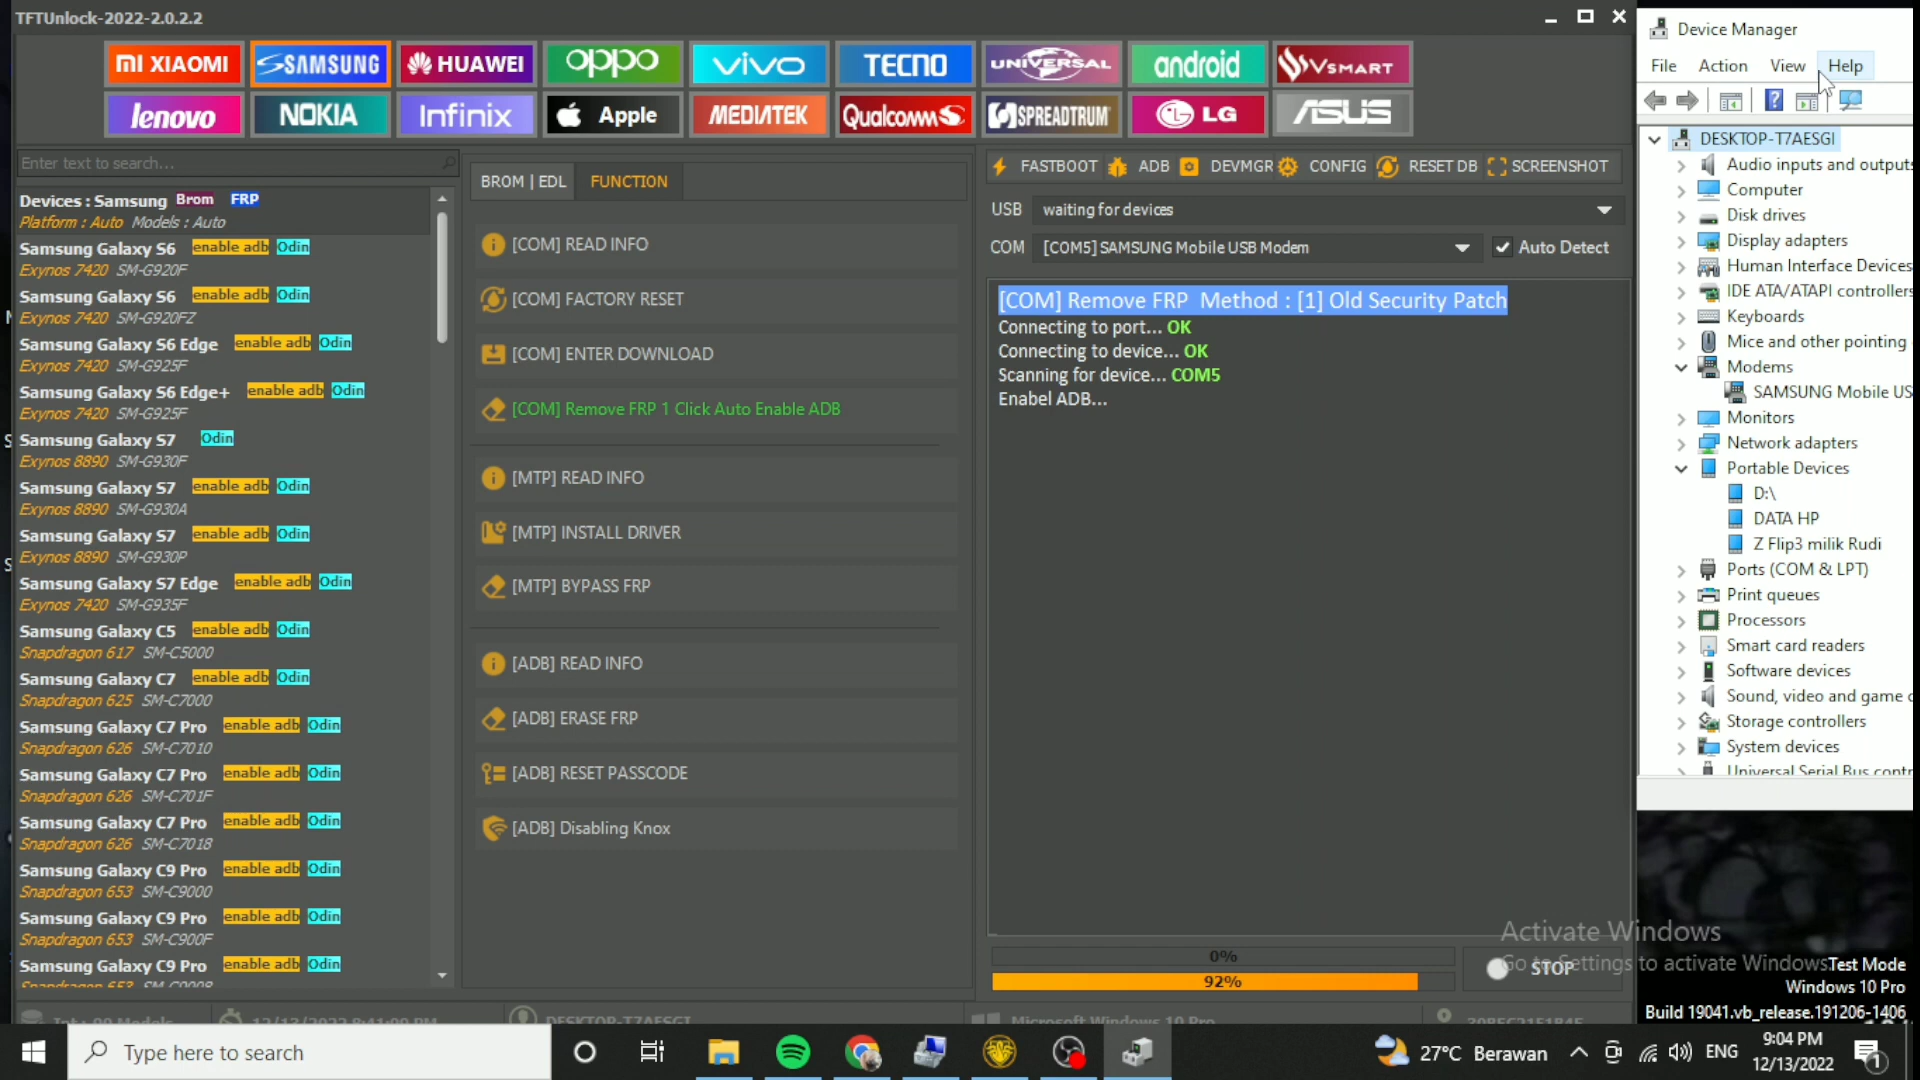 TFTUnlock-2022-2.0.2.2
mi XIAOMI
SAMSUNG
HUAWEI
oppo
vivo
TECNO
UNIVERSAL
android
VSMART
lenovo
NOKIA
Infinix
Apple
MEDIATEK
Qualcomm
SPREADTRUM
LG
ASUS
Enter text to search...
Devices : Samsung Brom FRP
Platform : Auto Models : Auto
Samsung Galaxy S6 enable adb Odin
Exynos 7420 SM-G920F
Samsung Galaxy S6 enable adb Odin
Exynos 7420 SM-G920FZ
Samsung Galaxy S6 Edge enable adb Odin
Exynos 7420 SM-G925F
Samsung Galaxy S6 Edge+ enable adb Odin
Exynos 7420 SM-G925F
Samsung Galaxy S7 Odin
Exynos 8890 SM-G930F
Samsung Galaxy S7 enable adb Odin
Exynos 8890 SM-G930A
Samsung Galaxy S7 enable adb Odin
Exynos 8890 SM-G930P
Samsung Galaxy S7 Edge enable adb Odin
Exynos 7420 SM-G935F
Samsung Galaxy C5 enable adb Odin
Snapdragon 617 SM-C5000
Samsung Galaxy C7 enable adb Odin
Snapdragon 625 SM-C7000
Samsung Galaxy C7 Pro enable adb Odin
Snapdragon 626 SM-C7010
Samsung Galaxy C7 Pro enable adb Odin
Snapdragon 626 SM-C701F
Samsung Galaxy C7 Pro enable adb Odin
Snapdragon 626 SM-C7018
Samsung Galaxy C9 Pro enable adb Odin
Snapdragon 653 SM-C9000
Samsung Galaxy C9 Pro enable adb Odin
Snapdragon 653 SM-C900F
Samsung Galaxy C9 Pro enable adb Odin
BROM | EDL FUNCTION
[COM] READ INFO
[COM] FACTORY RESET
[COM] ENTER DOWNLOAD
[COM] Remove FRP 1 Click Auto Enable ADB
[MTP] READ INFO
[MTP] INSTALL DRIVER
[MTP] BYPASS FRP
[ADB] READ INFO
[ADB] ERASE FRP
[ADB] RESET PASSCODE
[ADB] Disabling Knox
FASTBOOT ADB DEVMGR CONFIG RESET DB SCREENSHOT
USB waiting for devices
COM [COM5] SAMSUNG Mobile USB Modem Auto Detect
[COM] Remove FRP Method : [1] Old Security Patch
Connecting to port... OK
Connecting to device... OK
Scanning for device... COM5
Enabel ADB...
0%
92%
STOP
Device Manager
File Action View Help
DESKTOP-T7AESGI
Audio inputs and outputs
Computer
Disk drives
Display adapters
Human Interface Devices
IDE ATA/ATAPI controllers
Keyboards
Mice and other pointing
Modems
SAMSUNG Mobile US
Monitors
Network adapters
Portable Devices
D:\
DATA HP
Z Flip3 milik Rudi
Ports (COM & LPT)
Print queues
Processors
Smart card readers
Software devices
Sound, video and game c
Storage controllers
System devices
Universal Serial Bus contr
Activate Windows
Go to Settings to activate Windows.
Test Mode
Windows 10 Pro
Build 19041.vb_release.191206-1406
Type here to search
27°C Berawan
ENG
9:04 PM
12/13/2022
1